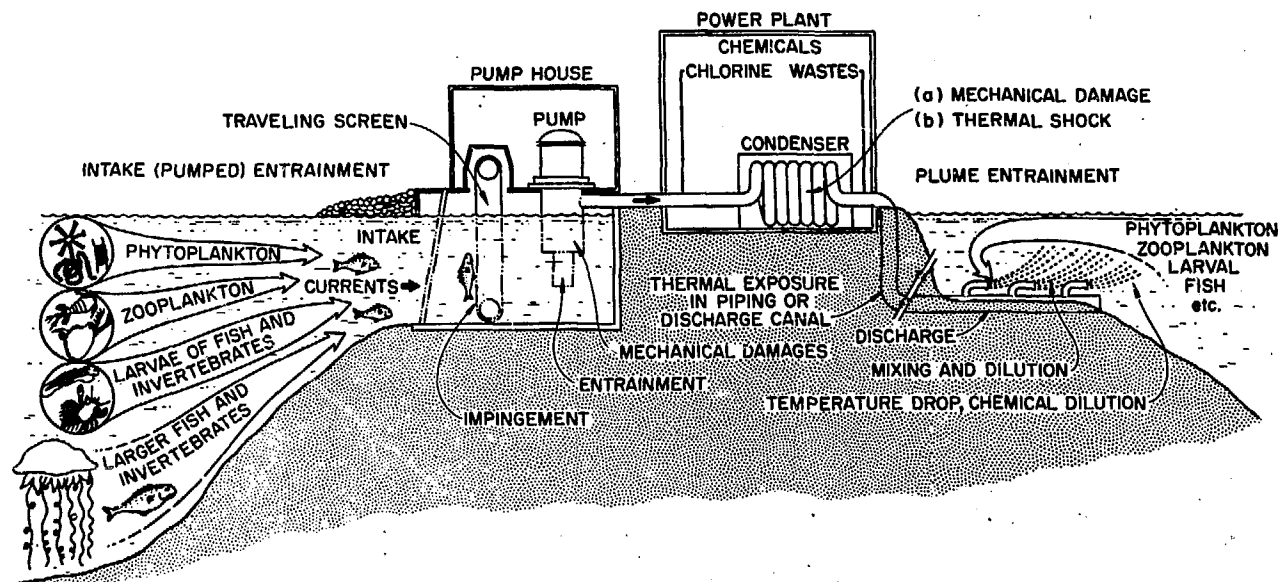 POWER PLANT
CHEMICALS
CHLORINE WASTES
PUMP HOUSE
PUMP
TRAVELING SCREEN
(a) MECHANICAL DAMAGE
(b) THERMAL SHOCK
CONDENSER
INTAKE (PUMPED) ENTRAINMENT
PLUME ENTRAINMENT
PHYTOPLANKTON
INTAKE
ZOOPLANKTON
CURRENTS
LARVAE OF FISH AND
INVERTEBRATES
LARGER FISH AND
INVERTEBRATES
MECHANICAL DAMAGES
ENTRAINMENT
IMPINGEMENT
THERMAL EXPOSURE
IN PIPING OR
DISCHARGE CANAL
DISCHARGE
MIXING AND DILUTION
TEMPERATURE DROP, CHEMICAL DILUTION
PHYTOPLANKTON
ZOOPLANKTON
LARVAL
FISH
etc.